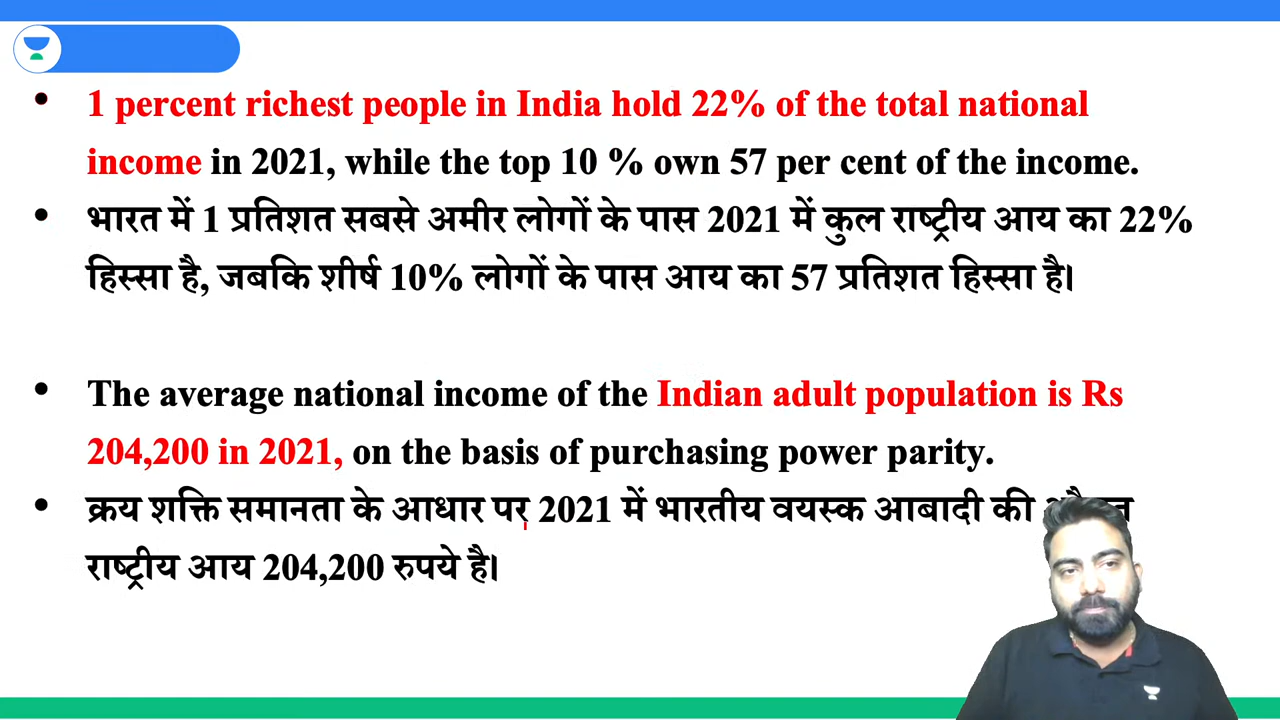 1 percent richest people in India hold 22% of the total national
income in 2021, while the top 10 % own 57 per cent of the income.
भारत में 1 प्रतिशत सबसे अमीर लोगों के पास 2021 में कुल राष्ट्रीय आय का 22%
हिस्सा है, जबकि शीर्ष 10% लोगों के पास आय का 57 प्रतिशत हिस्सा है।
The average national income of the Indian adult population is Rs
204,200 in 2021, on the basis of purchasing power parity.
क्रय शक्ति समानता के आधार पर 2021 में भारतीय वयस्क आबादी की
राष्ट्रीय आय 204,200 रुपये है।